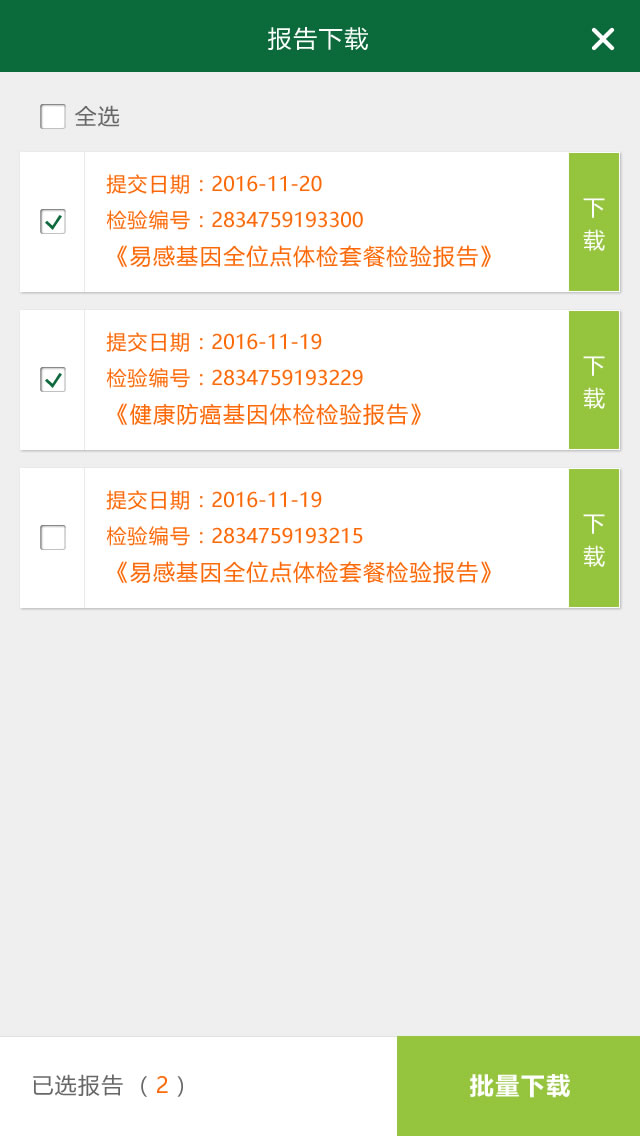 报告下载
全选
提交日期：2016-11-20
检验编号：2834759193300
《易感基因全位点体检套餐检验报告》
下载
提交日期：2016-11-19
检验编号：2834759193229
《健康防癌基因体检检验报告》
下载
提交日期：2016-11-19
检验编号：2834759193215
《易感基因全位点体检套餐检验报告》
下载
已选报告（2）
批量下载